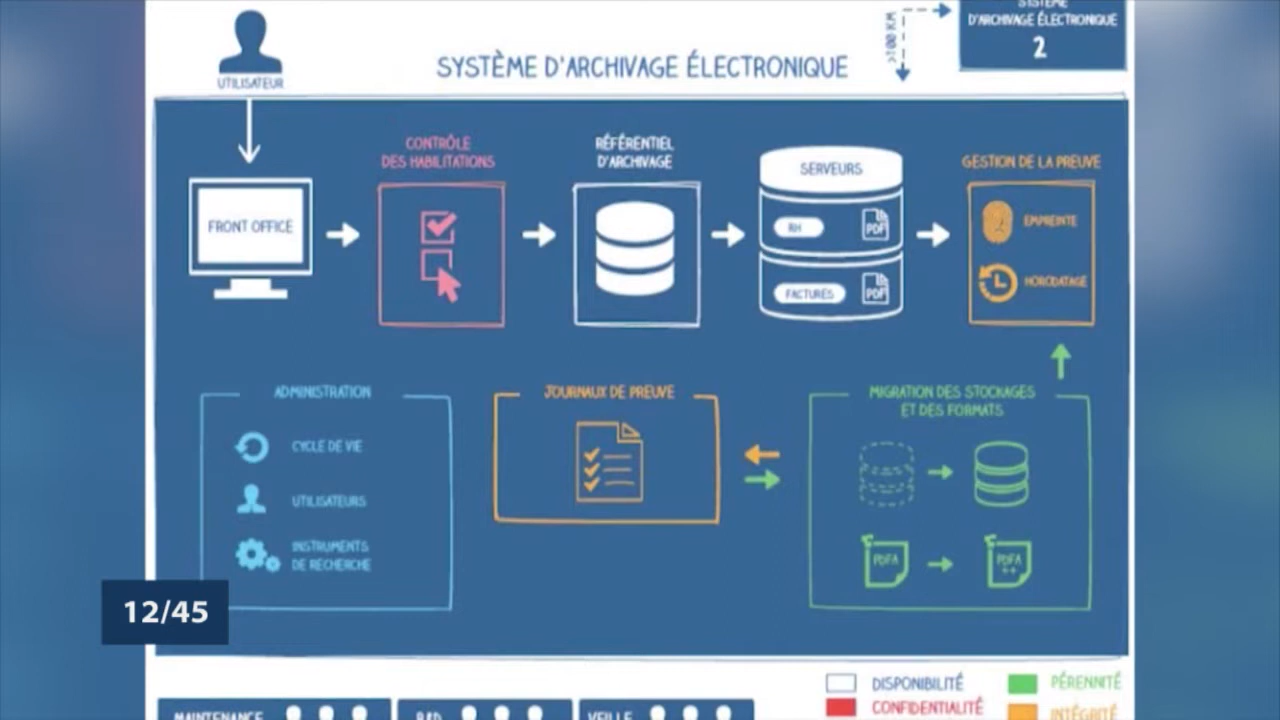 SYSTÈME
D'ARCHIVAGE ÉLECTRONIQUE
2
>100 KM
UTILISATEUR
SYSTÈME D'ARCHIVAGE ÉLECTRONIQUE
CONTRÔLE
DES HABILITATIONS
RÉFÉRENTIEL
D'ARCHIVAGE
SERVEURS
GESTION DE LA PREUVE
FRONT OFFICE
RH
PDF
EMPREINTE
FACTURES
PDF
HORODATAGE
ADMINISTRATION
CYCLE DE VIE
UTILISATEURS
INSTRUMENTS
DE RECHERCHE
JOURNAUX DE PREUVE
MIGRATION DES STOCKAGES
ET DES FORMATS
PDFA
PDFA
++
12/45
DISPONIBILITÉ
PÉRENNITÉ
CONFIDENTIALITÉ
INTÉGRITÉ
MAINTENANCE
R&D
VEILLE